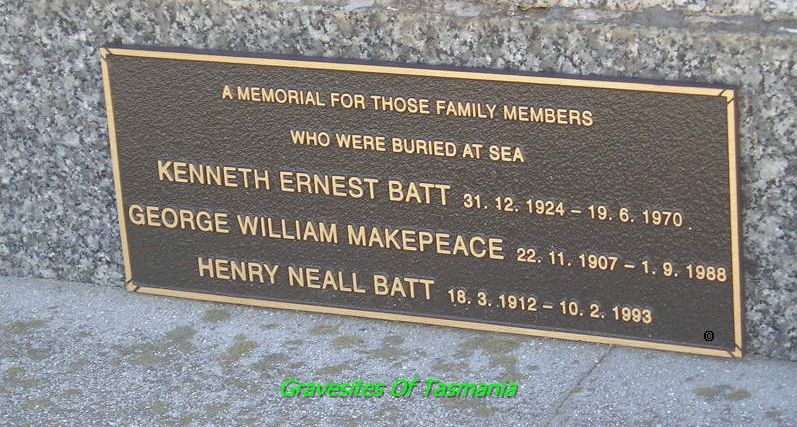 A MEMORIAL FOR THOSE FAMILY MEMBERS
WHO WERE BURIED AT SEA
KENNETH ERNEST BATT 31. 12. 1924 – 19. 6. 1970
GEORGE WILLIAM MAKEPEACE 22. 11. 1907 – 1. 9. 1988
HENRY NEALL BATT 18. 3. 1912 – 10. 2. 1993
©
Gravesites Of Tasmania